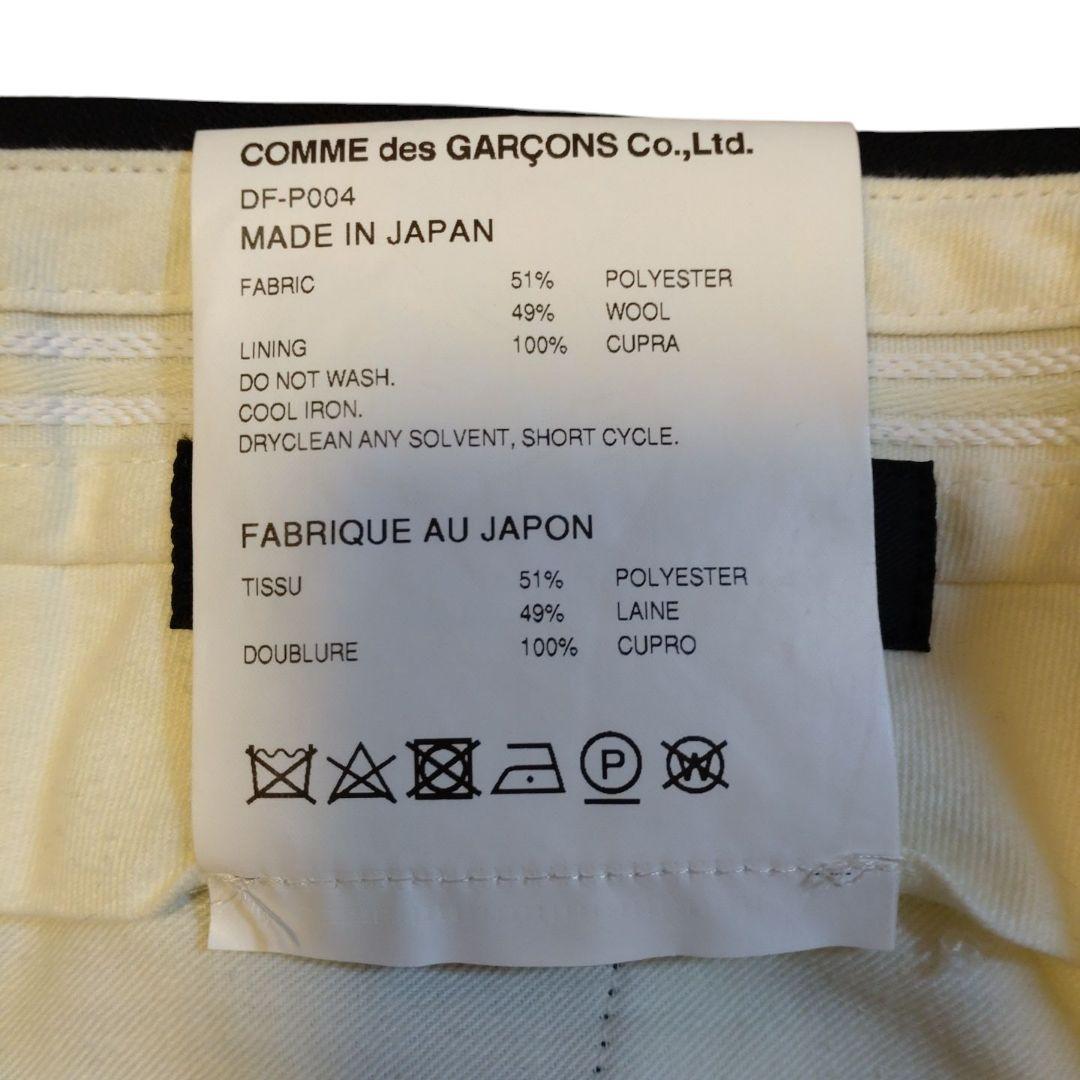 COMME des GARÇONS Co.,Ltd.
DF-P004
MADE IN JAPAN
FABRIC 51% POLYESTER
49% WOOL
LINING 100% CUPRA
DO NOT WASH.
COOL IRON.
DRYCLEAN ANY SOLVENT, SHORT CYCLE.
FABRIQUE AU JAPON
TISSU 51% POLYESTER
49% LAINE
DOUBLURE 100% CUPRO
P W